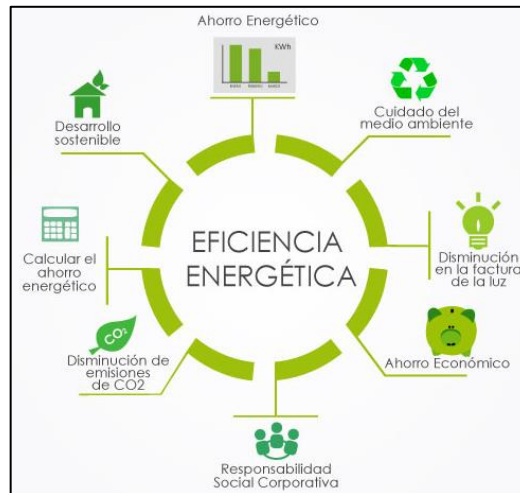 Ahorro Energético
KWh
Cuidado del
medio ambiente
Desarrollo
sostenible
EFICIENCIA
ENERGÉTICA
Disminución
en la factura
de la luz
Calcular el
ahorro
energético
CO₂
Disminución de
emisiones
de CO2
Ahorro Económico
Responsabilidad
Social Corporativa